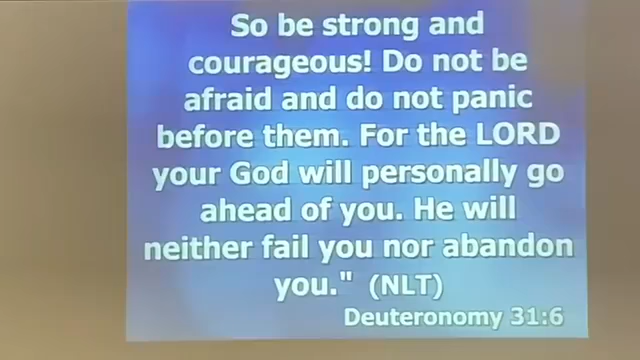 So be strong and
courageous! Do not be
afraid and do not panic
before them. For the LORD
your God will personally go
ahead of you. He will
neither fail you nor abandon
you." (NLT)
Deuteronomy 31:6